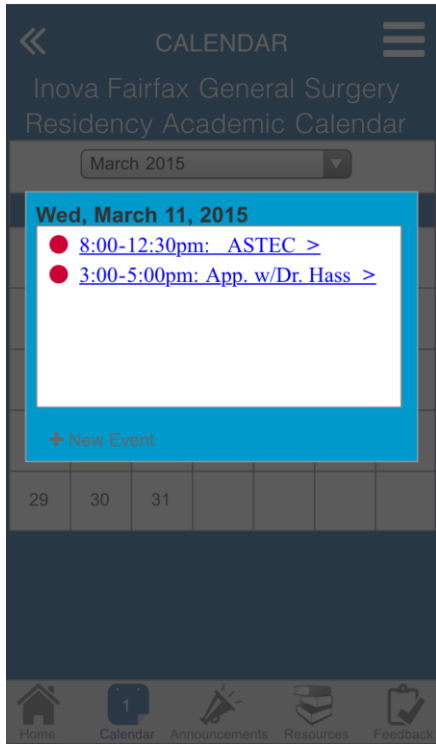 CALENDAR
Inova Fairfax General Surgery
Residency Academic Calendar
March 2015
Wed, March 11, 2015
8:00-12:30pm: ASTEC >
3:00-5:00pm: App. w/Dr. Hass >
+ New Event
29 30 31
1
Home Calendar Announcements Resources Feedback